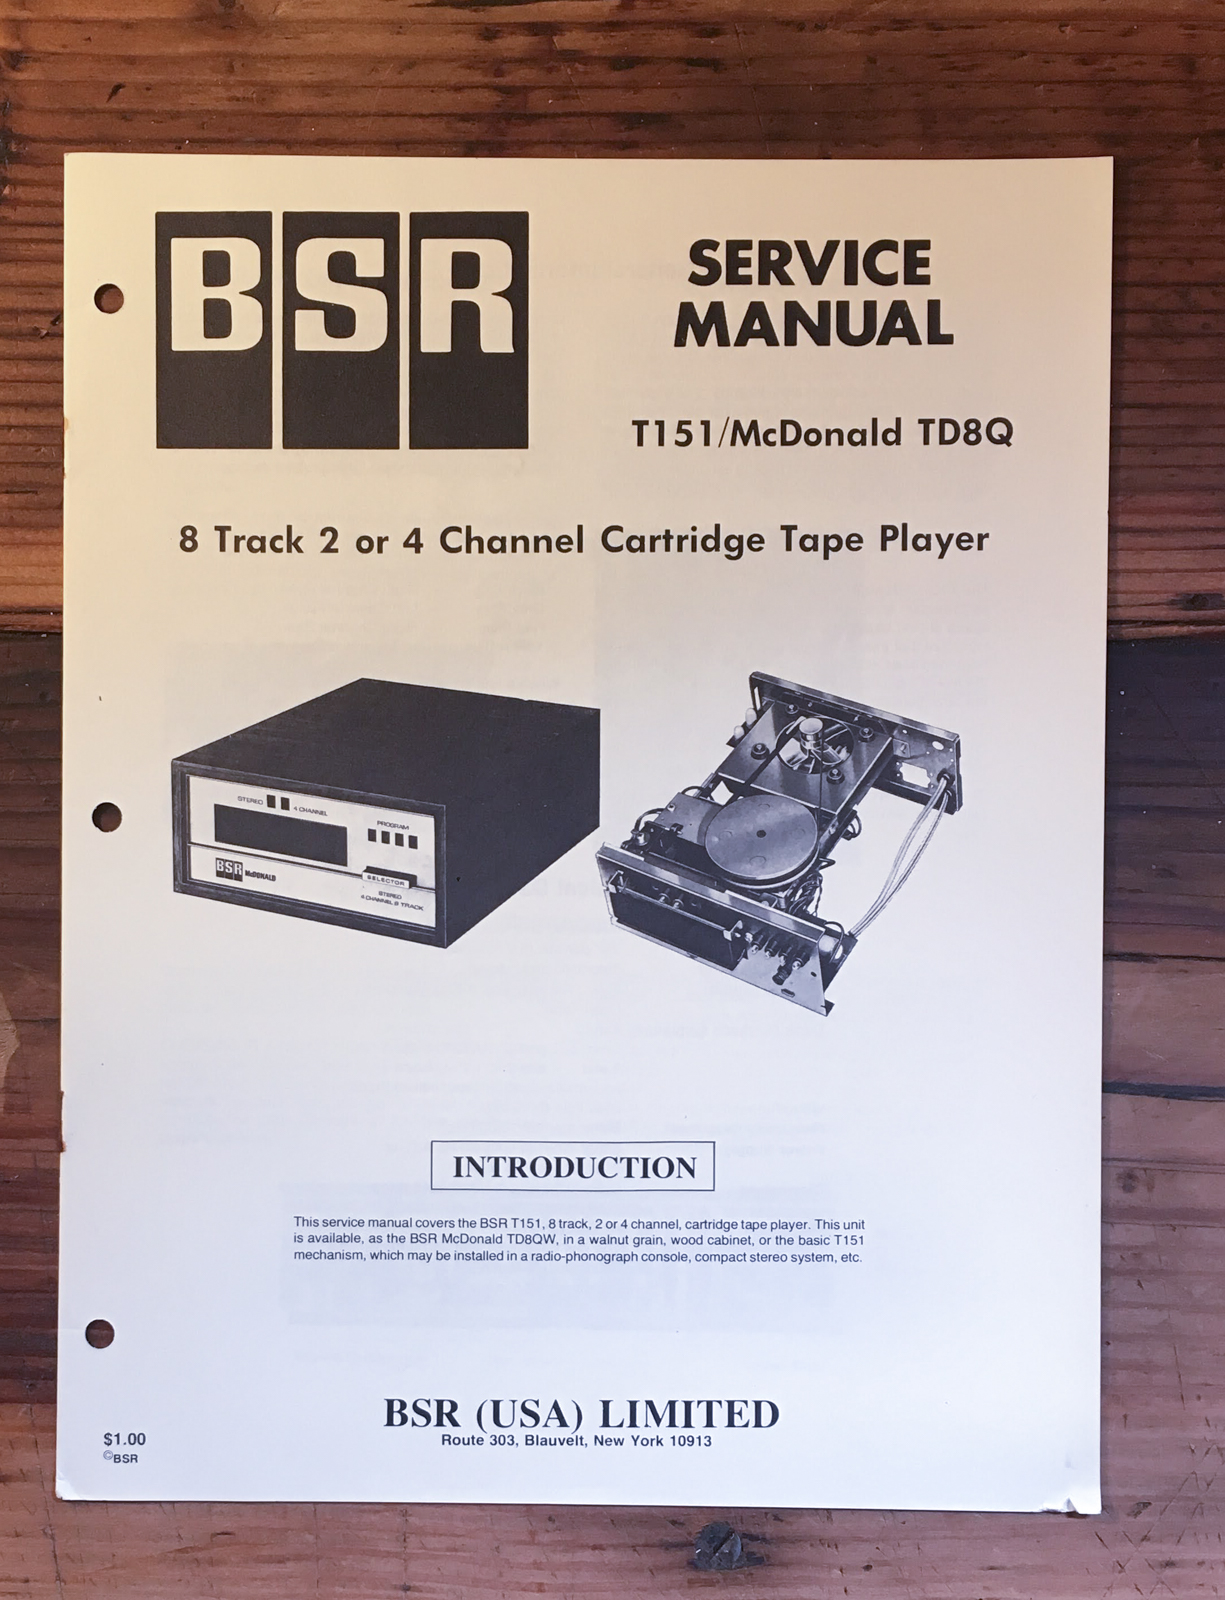 BSR
SERVICE
MANUAL
T151/McDonald TD8Q
8 Track 2 or 4 Channel Cartridge Tape Player
STEREO 4 CHANNEL
PROGRAM
BSR McDONALD
SELECTOR
STEREO
4 CHANNEL 8 TRACK
INTRODUCTION
This service manual covers the BSR T151, 8 track, 2 or 4 channel, cartridge tape player. This unit
is available, as the BSR McDonald TD8QW, in a walnut grain, wood cabinet, or the basic T151
mechanism, which may be installed in a radio-phonograph console, compact stereo system, etc.
BSR (USA) LIMITED
Route 303, Blauvelt, New York 10913
$1.00
©BSR